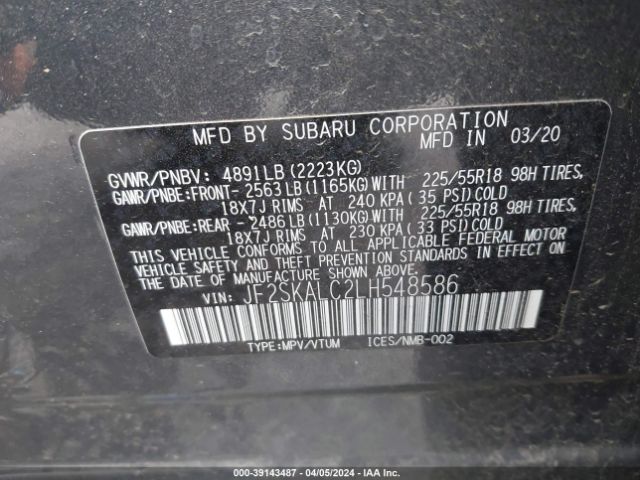 MFD BY SUBARU CORPORATION
MFD IN 03/20
GVWR/PNBV: 4891LB (2223KG)
GAWR/PNBE:FRONT- 2563LB(1165KG)WITH 225/55R18 98H TIRES,
18X7J RIMS AT 240 KPA( 35 PSI)COLD
GAWR/PNBE:REAR -2486LB(1130KG)WITH 225/55R18 98H TIRES,
18X7J RIMS AT 230 KPA( 33 PSI)COLD
THIS VEHICLE CONFORMS TO ALL APPLICABLE FEDERAL MOTOR
VEHICLE SAFETY AND THEFT PREVENTION STANDARDS IN EFFECT ON
THE DATE OF MANUFACTURE SHOWN ABOVE.
VIN: JF2SKALC2LH548586
TYPE:MPV/VTUM ICES/NMB-002
000-39143487 - 04/05/2024 - IAA Inc.